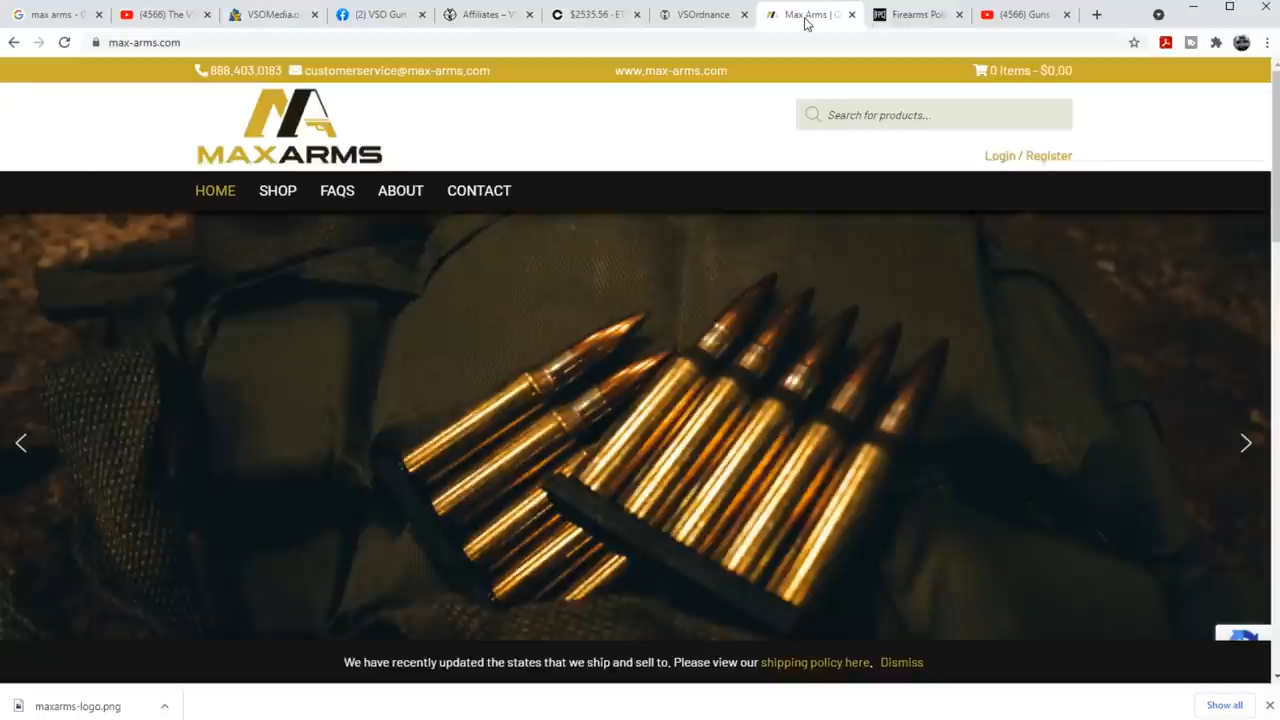 max arms - G
(4566) The V
VSOMedia.o
(2) VSO Gun
Affiliates – V
$2535.56 · ET
VSOrdnance
Max Arms | O
Firearms Poli
(4566) Guns
max-arms.com
888.403.0183 customerservice@max-arms.com www.max-arms.com 0 Items - $0.00
MAXARMS
Search for products...
Login / Register
HOME SHOP FAQS ABOUT CONTACT
We have recently updated the states that we ship and sell to. Please view our shipping policy here. Dismiss
maxarms-logo.png Show all